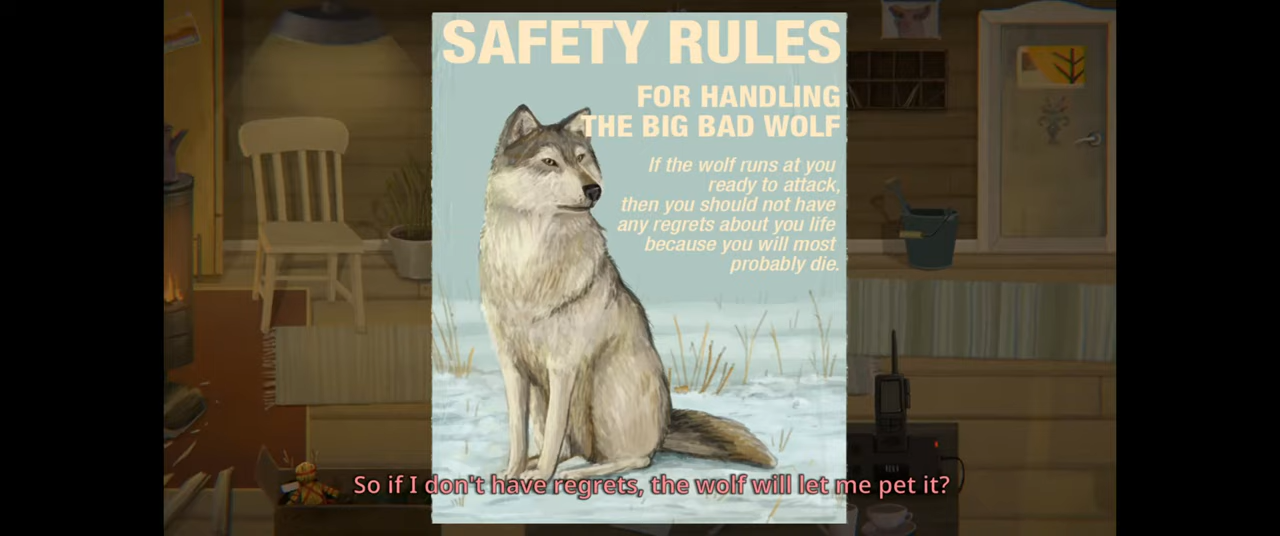 SAFETY RULES
FOR HANDLING
THE BIG BAD WOLF
If the wolf runs at you
ready to attack,
then you should not have
any regrets about you life
because you will most
probably die.
So if I don't have regrets, the wolf will let me pet it?